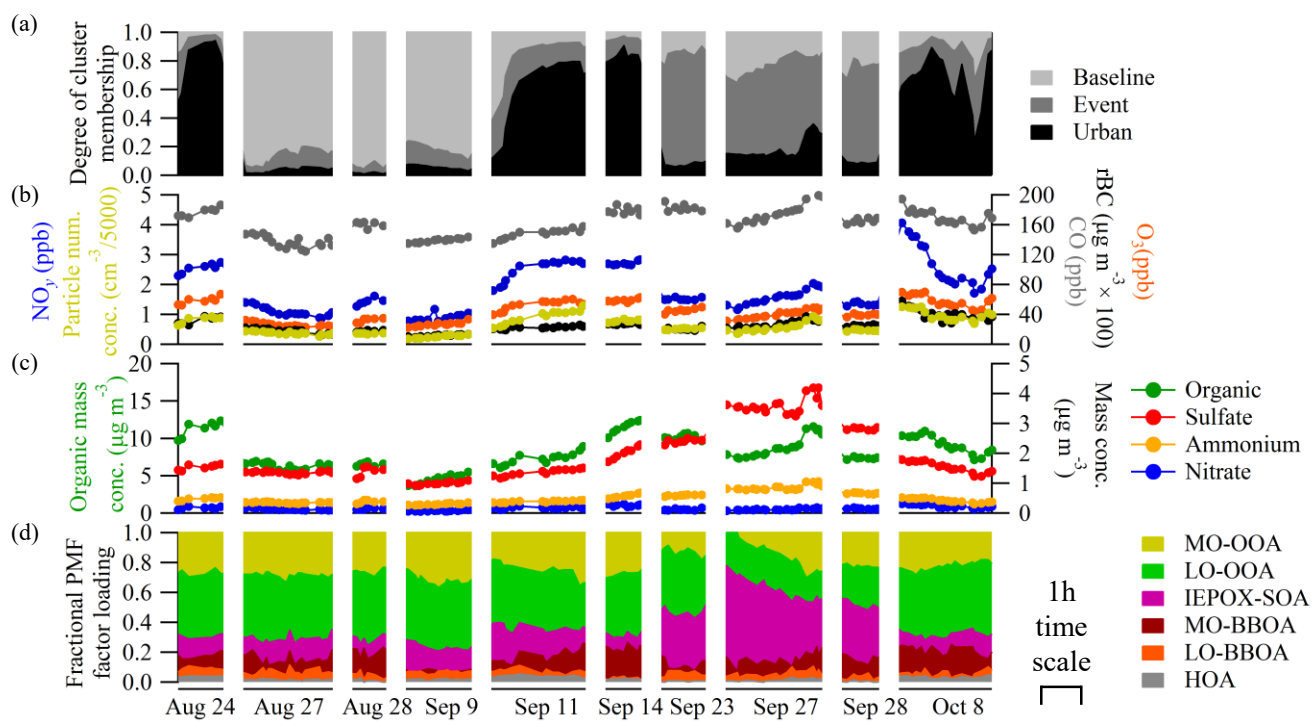 (a)
Degree of cluster
membership
1.0
0.8
0.6
0.4
0.2
0.0
Baseline
Event
Urban
(b)
NOy (ppb)
Particle num.
conc. (cm-3/5000)
5
4
3
2
1
0
200
160
120
80
40
0
rBC (µg m-3 × 100)
CO (ppb)
O3(ppb)
(c)
Organic mass
conc. (µg m-3)
20
15
10
5
0
5
4
3
2
1
0
Mass conc.
(µg m-3)
Organic
Sulfate
Ammonium
Nitrate
(d)
Fractional PMF
factor loading
1.0
0.8
0.6
0.4
0.2
0.0
MO-OOA
LO-OOA
IEPOX-SOA
MO-BBOA
LO-BBOA
HOA
1h
time
scale
Aug 24 Aug 27 Aug 28 Sep 9 Sep 11 Sep 14 Sep 23 Sep 27 Sep 28 Oct 8